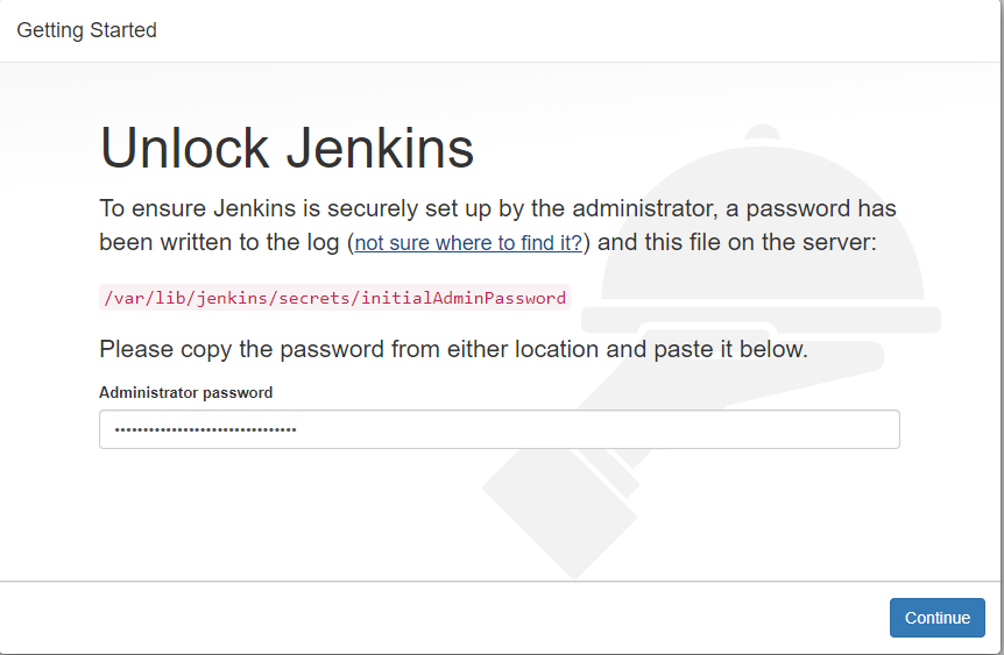 Getting Started
Unlock Jenkins
To ensure Jenkins is securely set up by the administrator, a password has
been written to the log (not sure where to find it?) and this file on the server:
/var/lib/jenkins/secrets/initialAdminPassword
Please copy the password from either location and paste it below.
Administrator password
••••••••••••••••••••••••••••••••
Continue